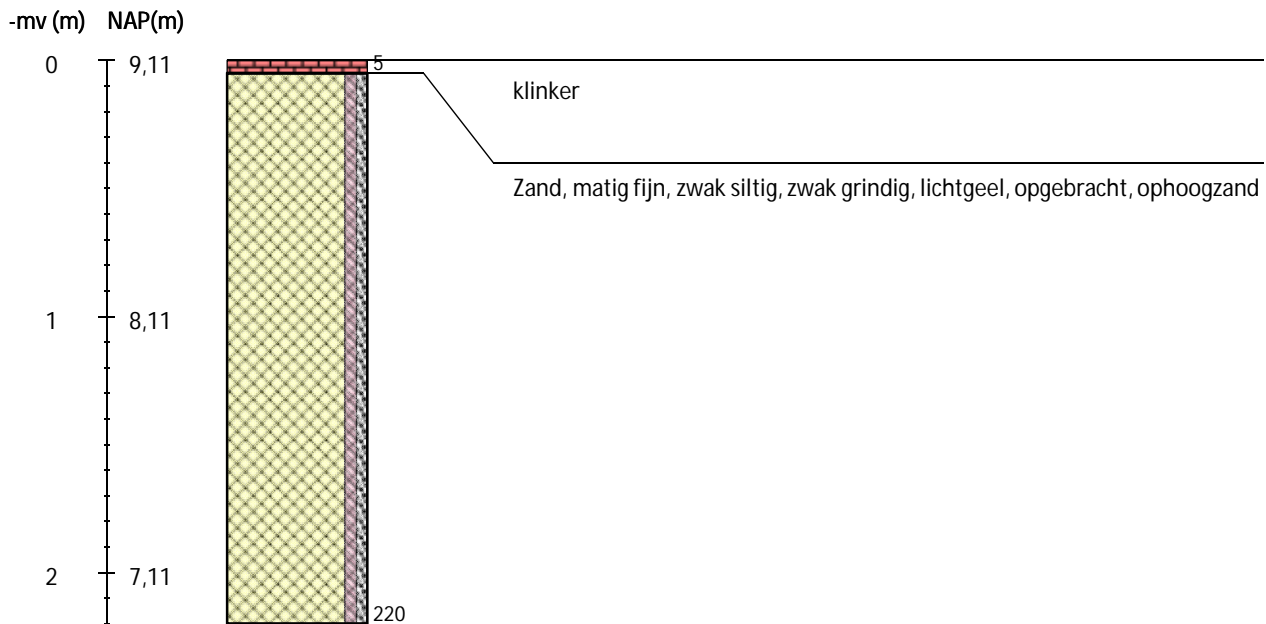 -mv (m) NAP(m)
0 9,11 5
klinker
Zand, matig fijn, zwak siltig, zwak grindig, lichtgeel, opgebracht, ophoogzand
1 8,11
2 7,11
220